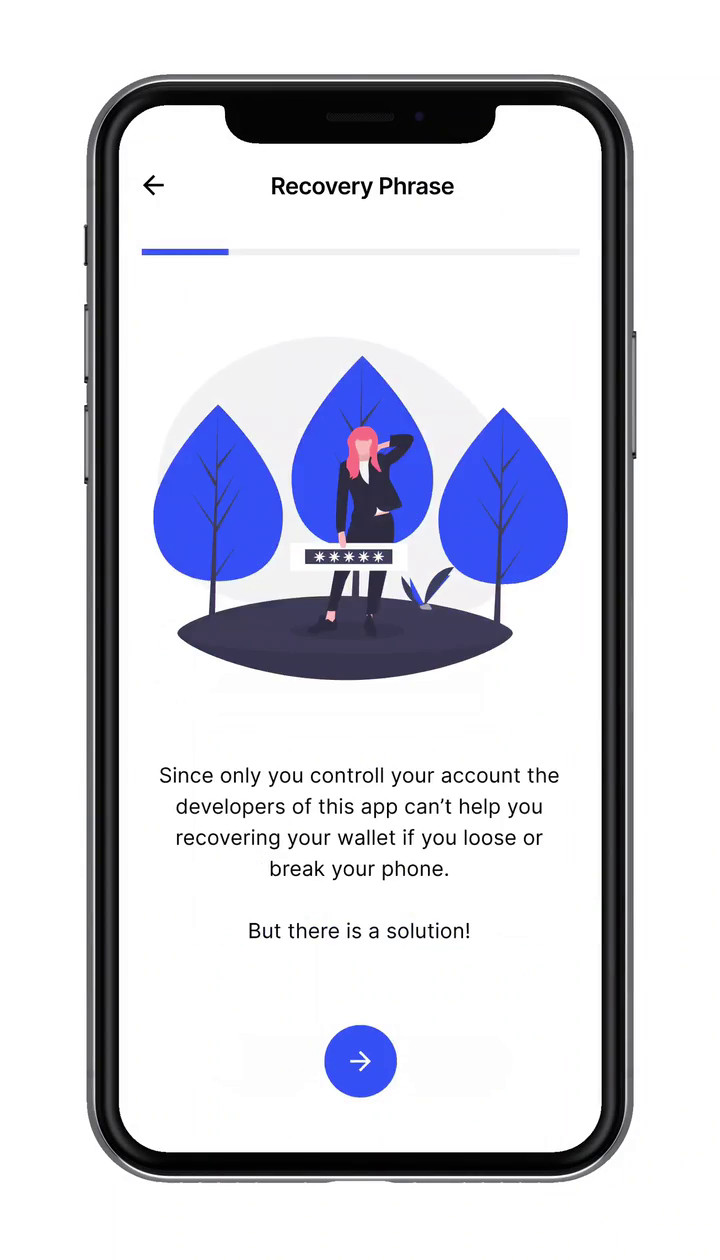 Recovery Phrase
*****
Since only you controll your account the
developers of this app can’t help you
recovering your wallet if you loose or
break your phone.
But there is a solution!